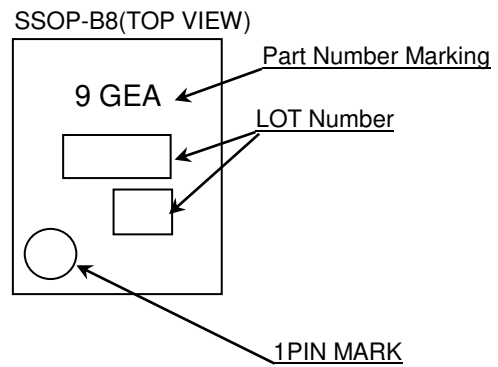 SSOP-B8(TOP VIEW)
Part Number Marking
9 GEA
LOT Number
1PIN MARK